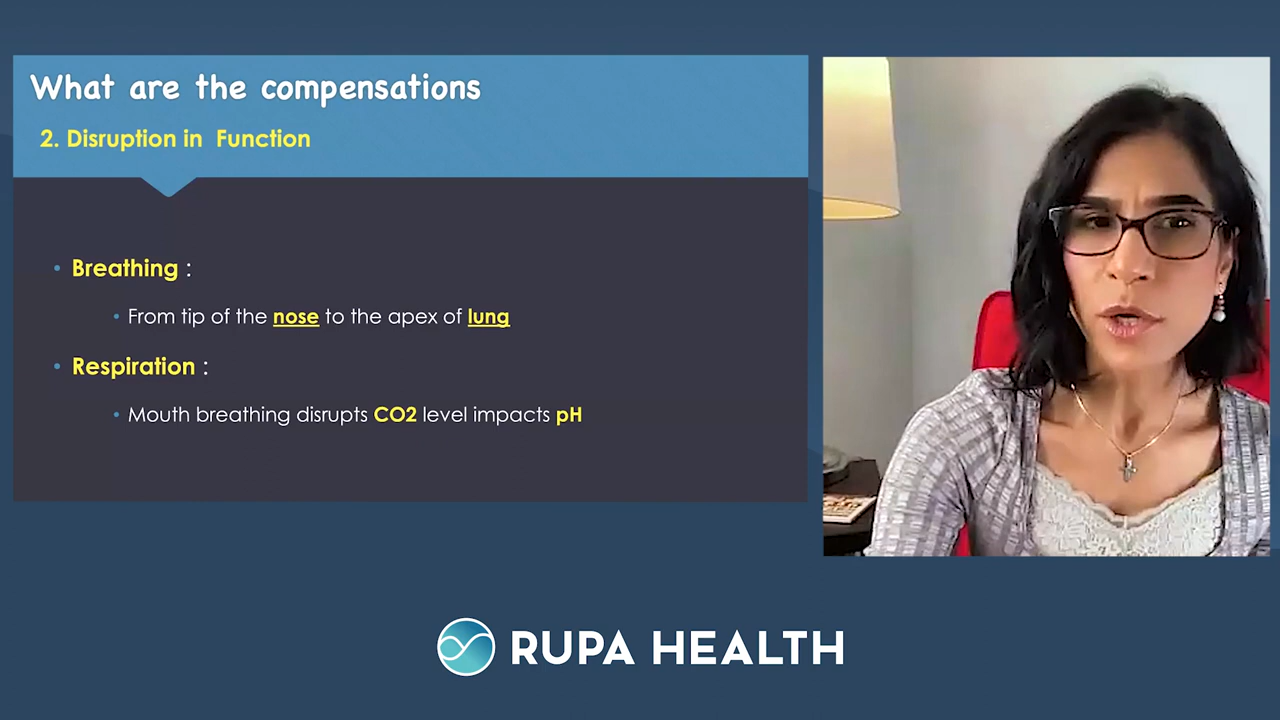 What are the compensations
2. Disruption in Function
• Breathing :
• From tip of the nose to the apex of lung
• Respiration :
• Mouth breathing disrupts CO2 level impacts pH
RUPA HEALTH